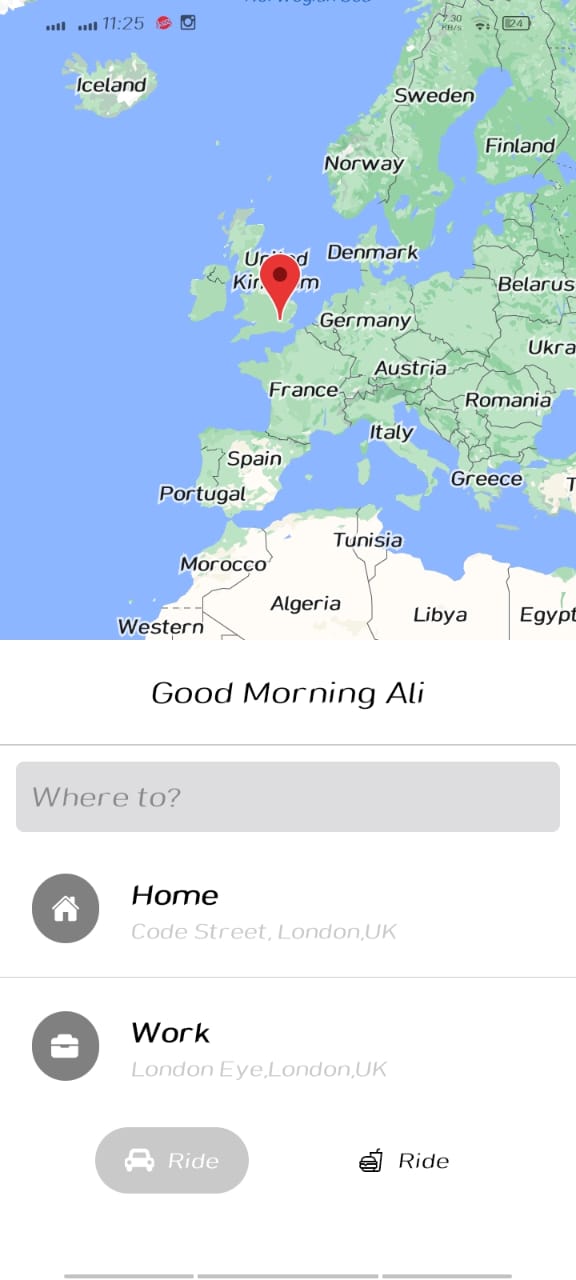 Norwegian Sea
11:25
7.30
KB/s
24
Iceland
Sweden
Finland
Norway
United
Kingdom
Denmark
Belarus
Germany
Ukra
Austria
France
Romania
Italy
Spain
Greece
T
Portugal
Tunisia
Morocco
Algeria
Libya
Egypt
Western
Good Morning Ali
Where to?
Home
Code Street, London,UK
Work
London Eye,London,UK
Ride
Ride